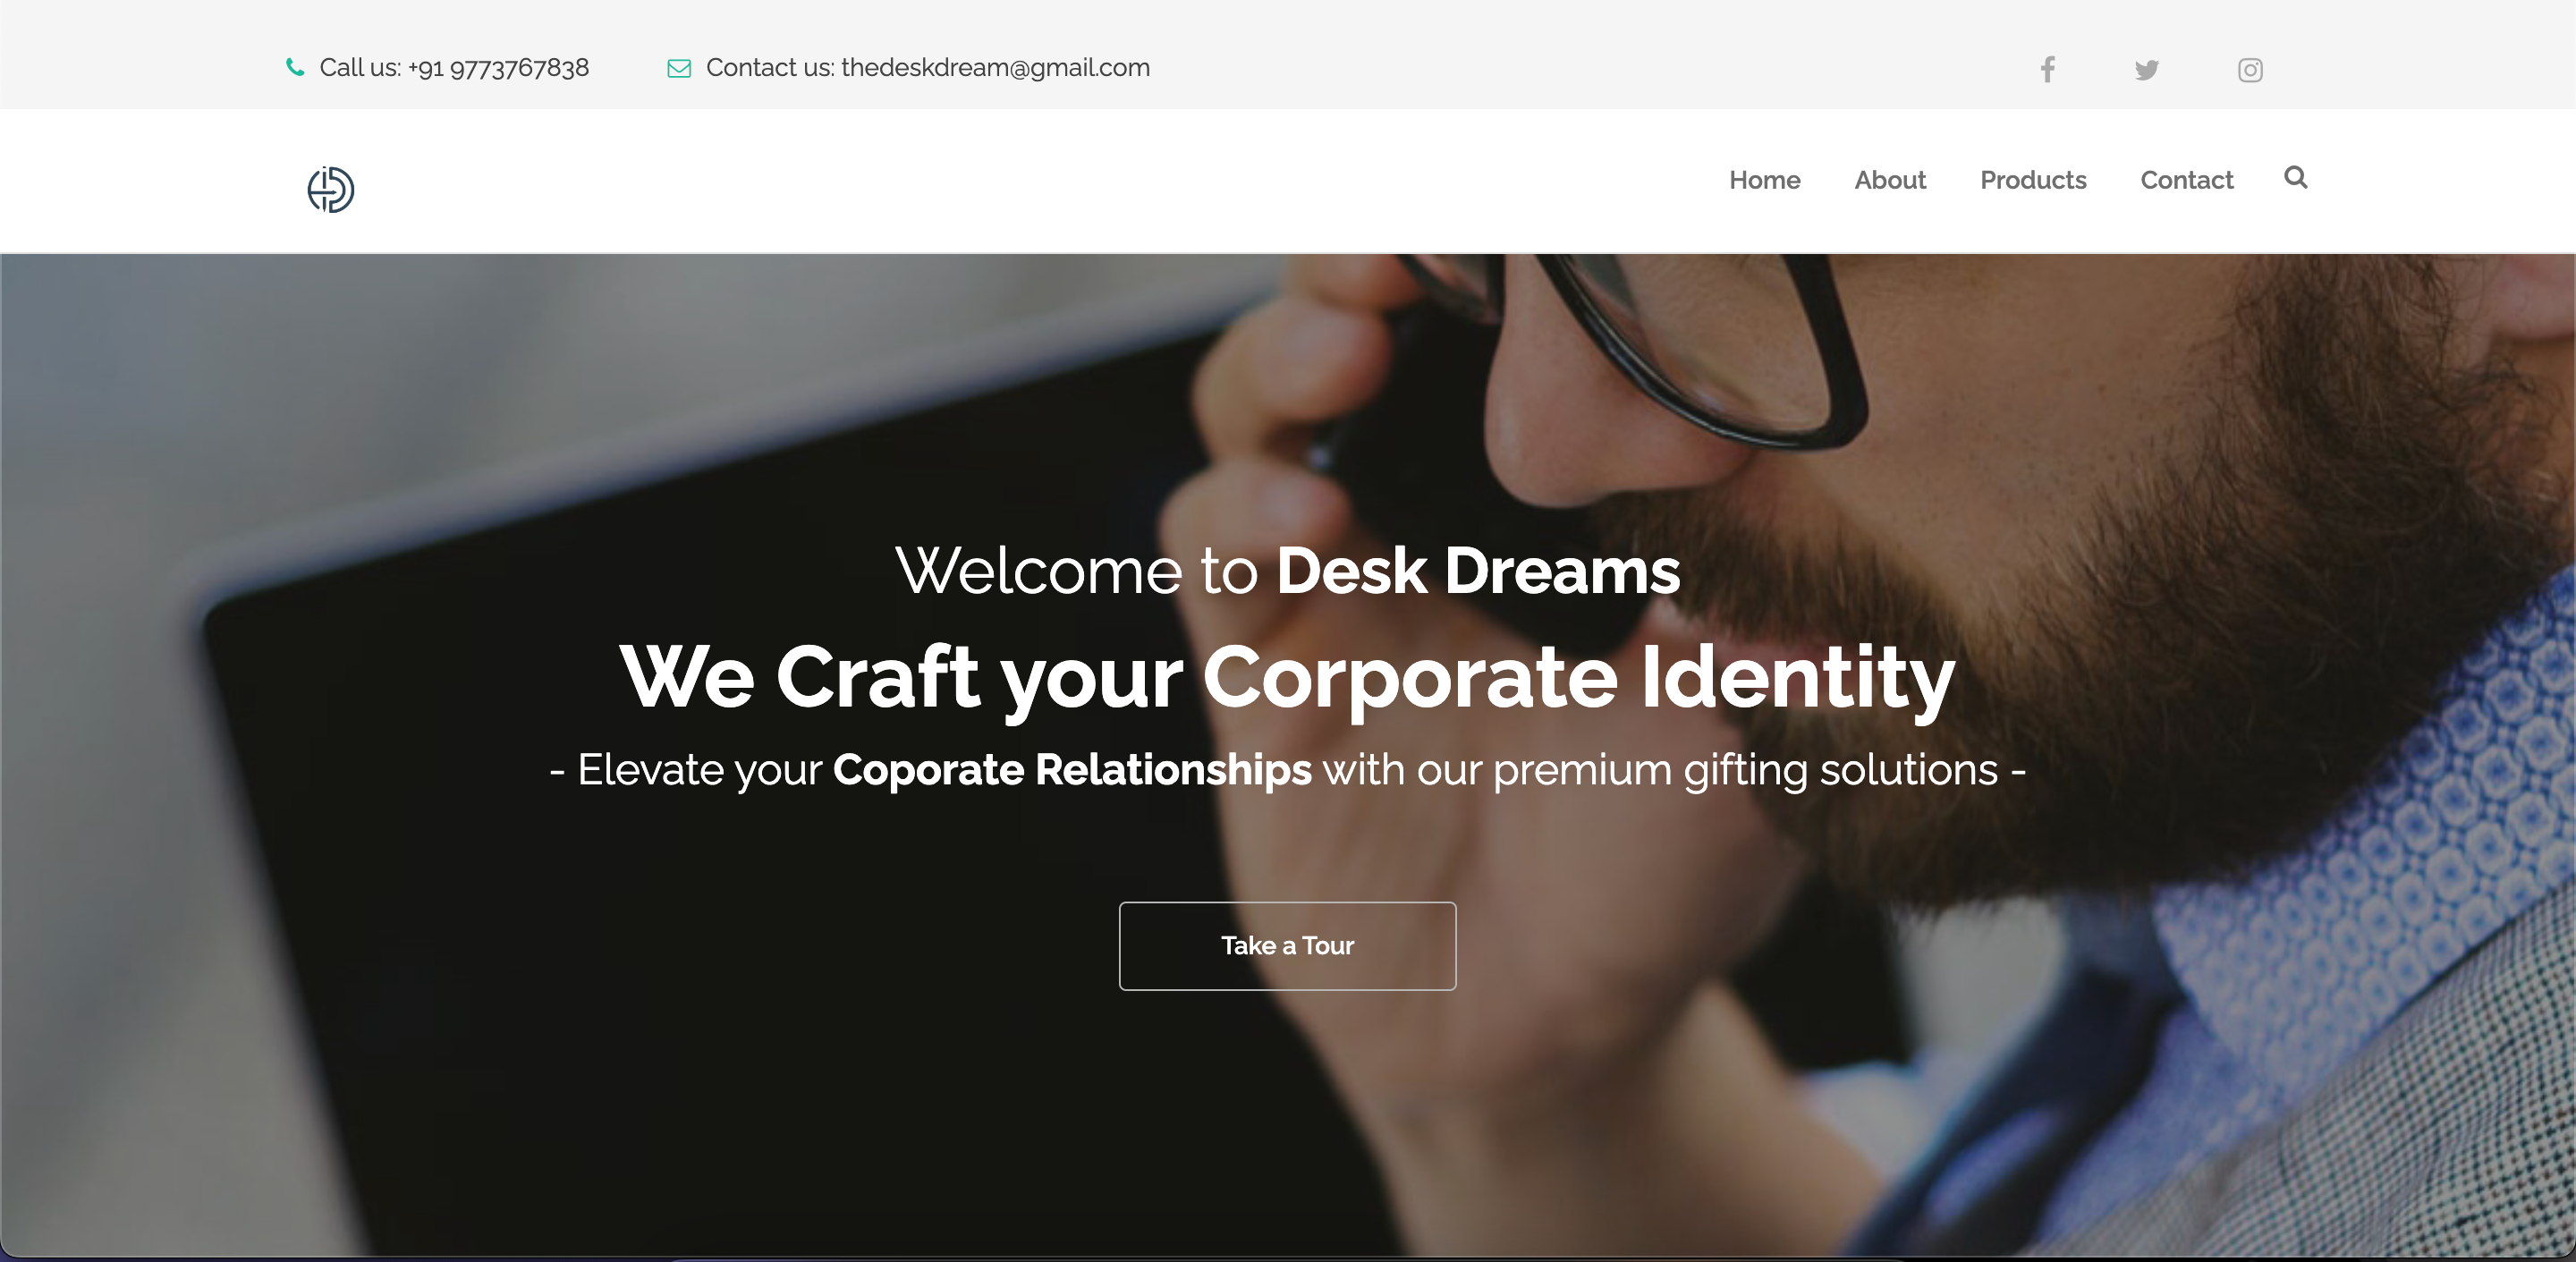 Call us: +91 9773767838
Contact us: thedeskdream@gmail.com
Home
About
Products
Contact
Welcome to Desk Dreams
We Craft your Corporate Identity
- Elevate your Coporate Relationships with our premium gifting solutions -
Take a Tour